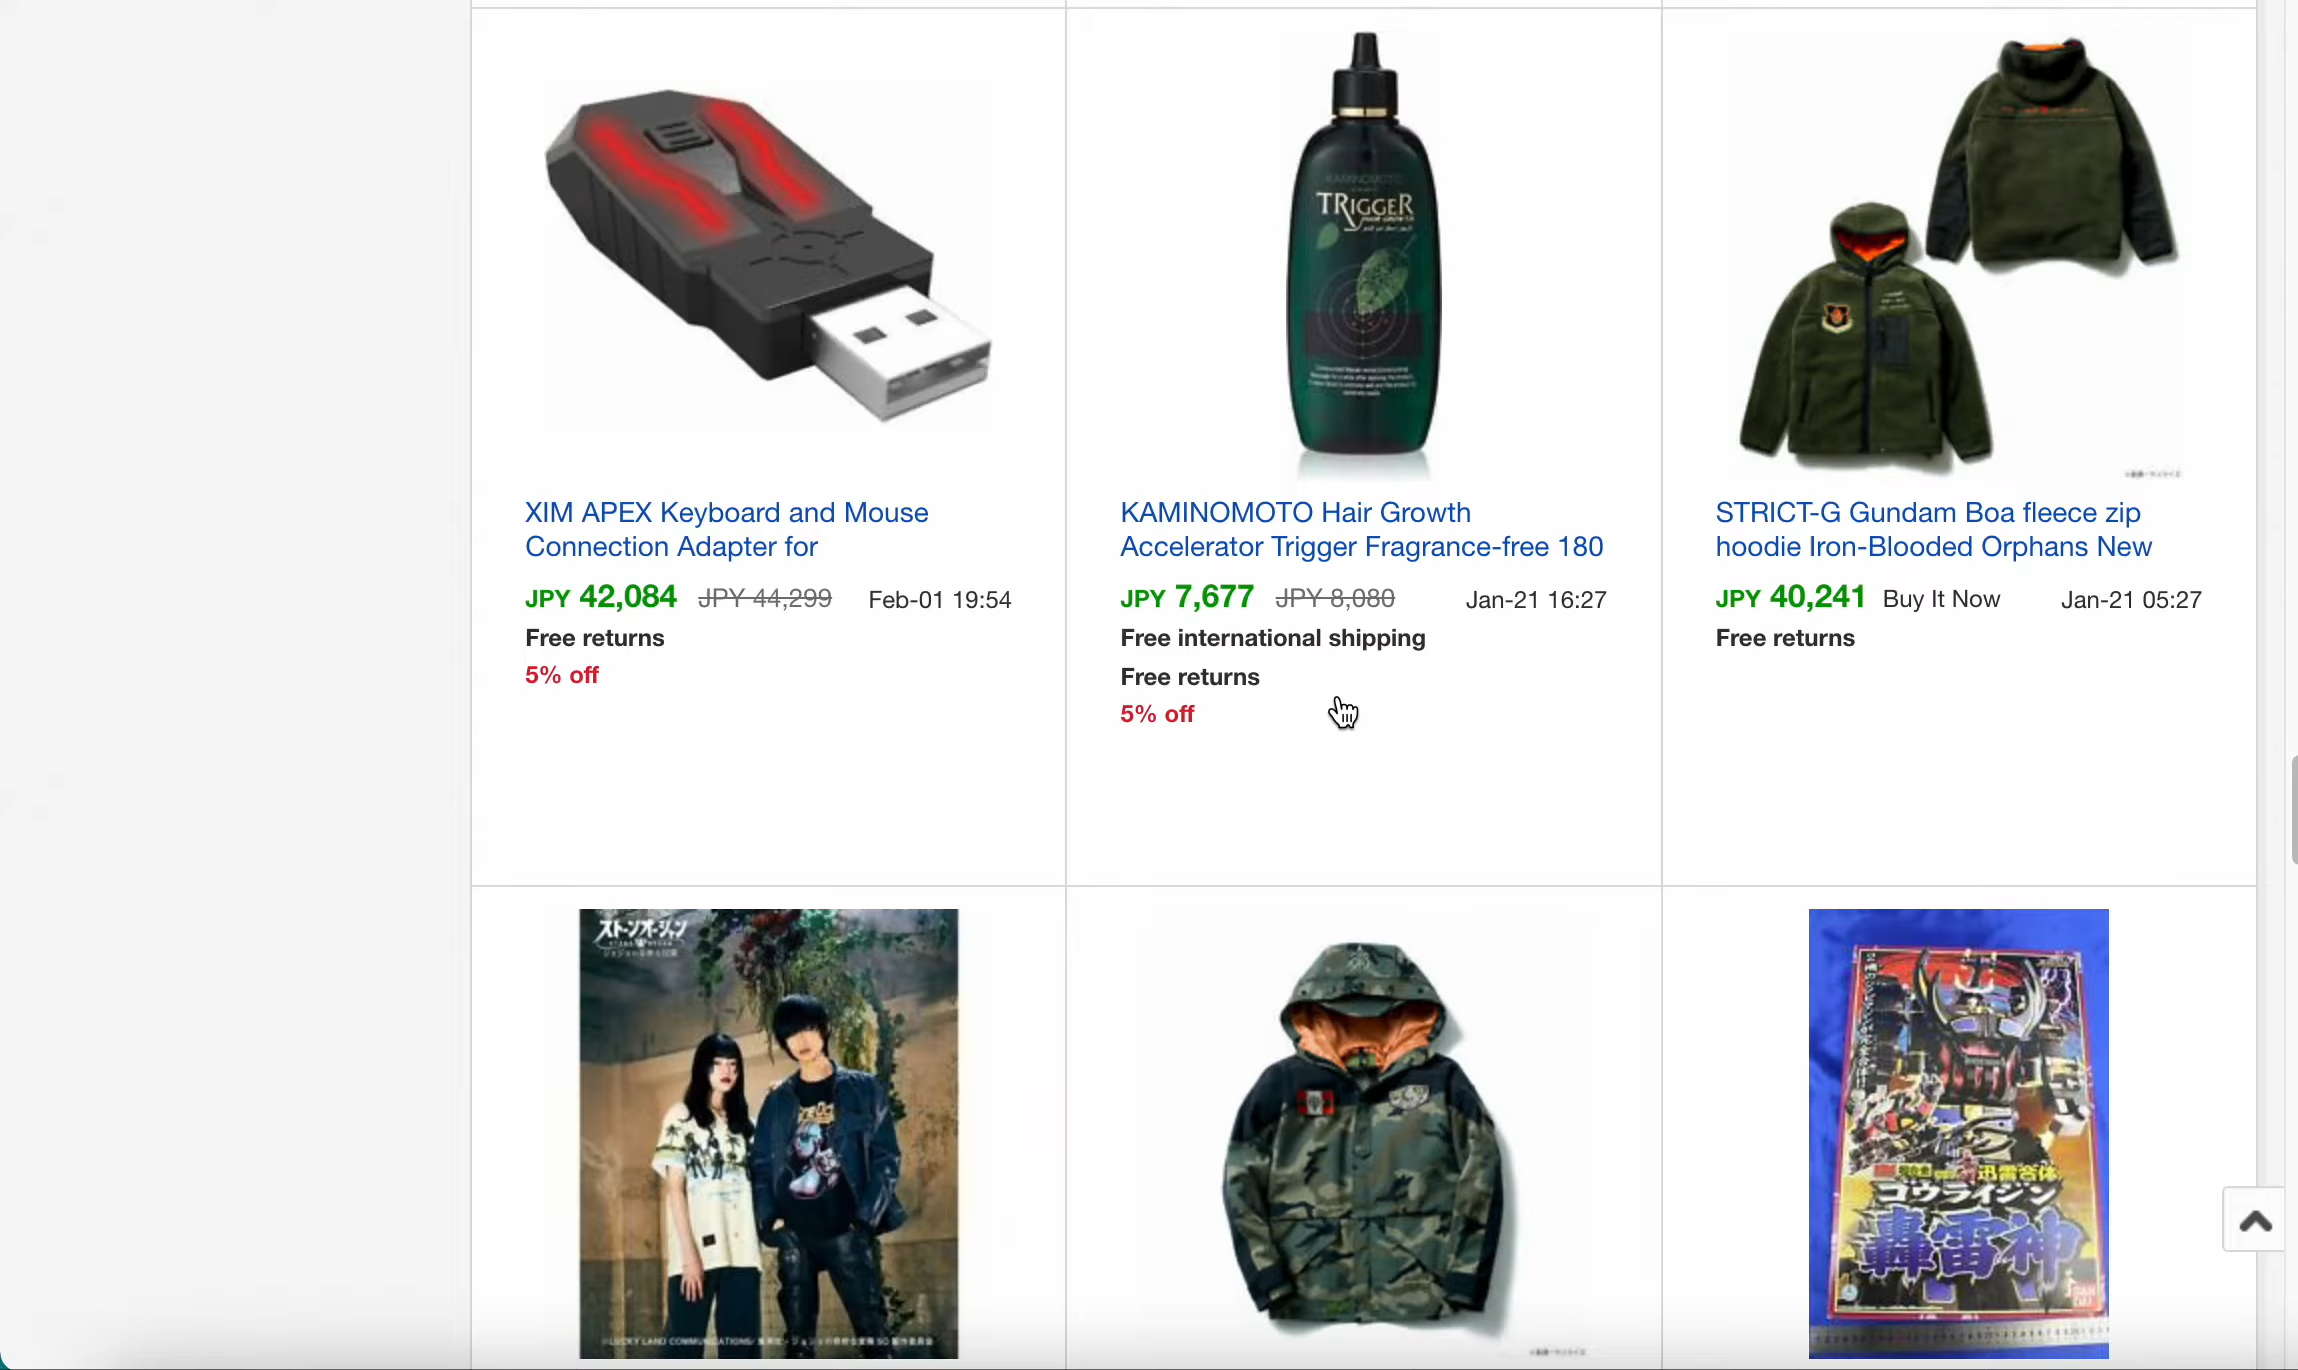 TRIGGER
XIM APEX Keyboard and Mouse
Connection Adapter for
JPY 42,084 JPY 44,299 Feb-01 19:54
Free returns
5% off
KAMINOMOTO Hair Growth
Accelerator Trigger Fragrance-free 180
JPY 7,677 JPY 8,080 Jan-21 16:27
Free international shipping
Free returns
5% off
STRICT-G Gundam Boa fleece zip
hoodie Iron-Blooded Orphans New
JPY 40,241 Buy It Now Jan-21 05:27
Free returns
ストーンオーシャン
迅雷合体
ゴウライジン
轟雷神